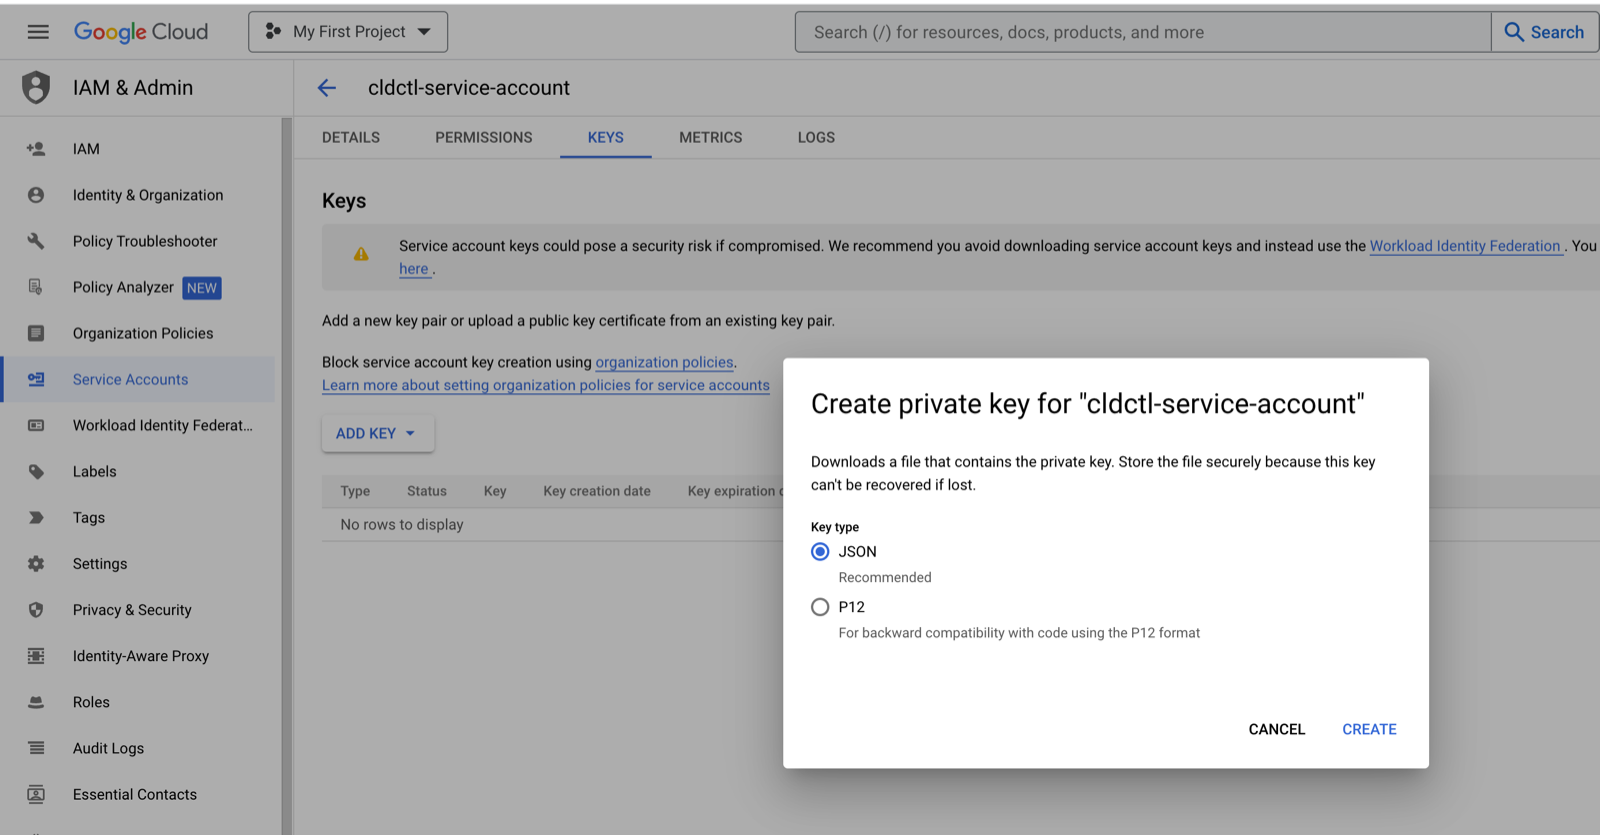 Google Cloud
My First Project
Search (/) for resources, docs, products, and more
Search
IAM & Admin
cldctl-service-account
DETAILS
PERMISSIONS
KEYS
METRICS
LOGS
IAM
Identity & Organization
Policy Troubleshooter
Policy Analyzer NEW
Organization Policies
Service Accounts
Workload Identity Federat...
Labels
Tags
Settings
Privacy & Security
Identity-Aware Proxy
Roles
Audit Logs
Essential Contacts
Keys
Service account keys could pose a security risk if compromised. We recommend you avoid downloading service account keys and instead use the Workload Identity Federation . You
here .
Add a new key pair or upload a public key certificate from an existing key pair.
Block service account key creation using organization policies.
Learn more about setting organization policies for service accounts
ADD KEY
Type Status Key Key creation date Key expiration
No rows to display
Create private key for "cldctl-service-account"
Downloads a file that contains the private key. Store the file securely because this key
can't be recovered if lost.
Key type
JSON
Recommended
P12
For backward compatibility with code using the P12 format
CANCEL
CREATE